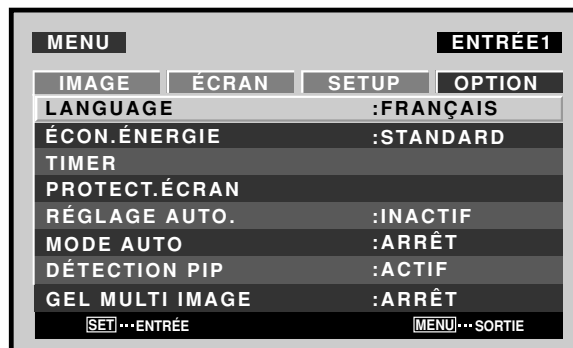 MENU ENTRÉE1
IMAGE ÉCRAN SETUP OPTION
LANGUAGE :FRANÇAIS
ÉCON.ÉNERGIE :STANDARD
TIMER
PROTECT.ÉCRAN
RÉGLAGE AUTO. :INACTIF
MODE AUTO :ARRÊT
DÉTECTION PIP :ACTIF
GEL MULTI IMAGE :ARRÊT
SET···ENTRÉE MENU···SORTIE